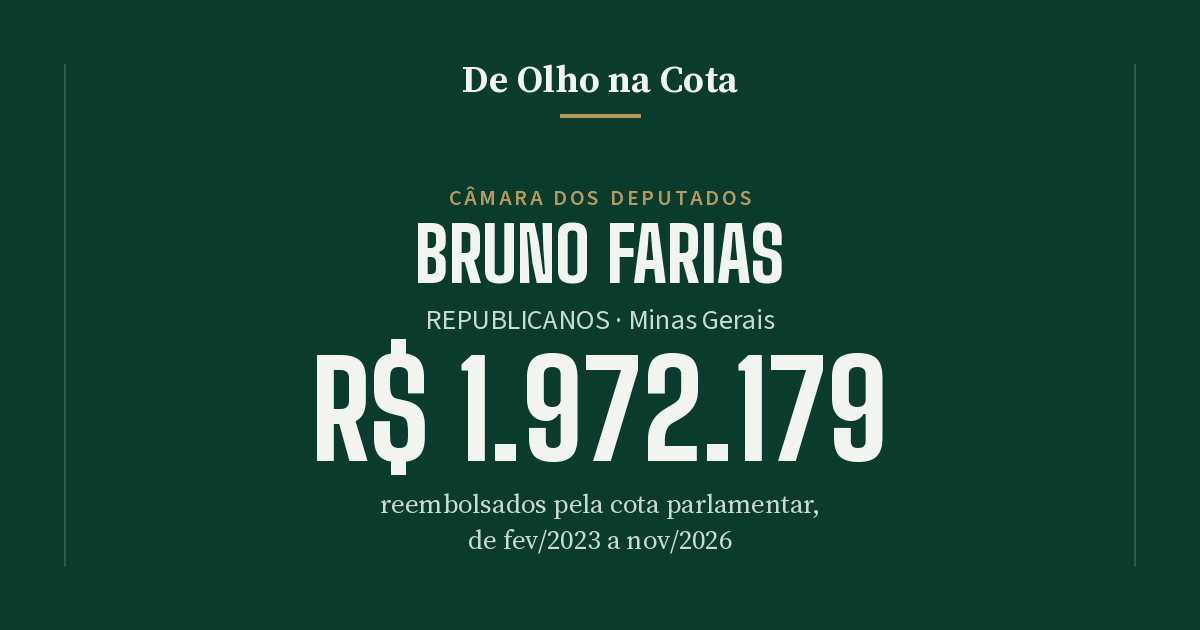 De Olho na Cota
CÂMARA DOS DEPUTADOS
BRUNO FARIAS
REPUBLICANOS · Minas Gerais
R$ 1.972.179
reembolsados pela cota parlamentar,
de fev/2023 a nov/2026